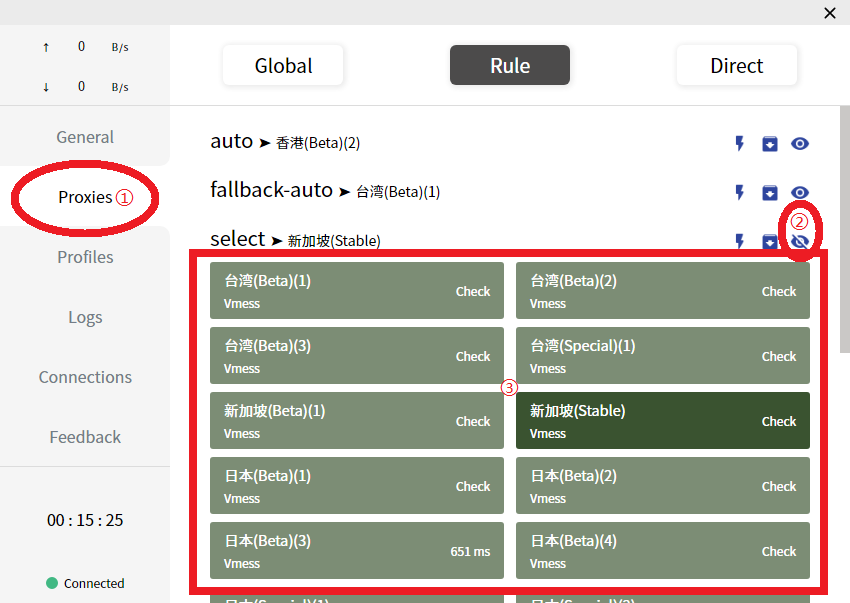 ↑ 0 B/s
↓ 0 B/s
Global Rule Direct
General
Proxies ①
Profiles
Logs
Connections
Feedback
00 : 15 : 25
Connected
auto ➤ 香港(Beta)(2)
fallback-auto ➤ 台湾(Beta)(1)
②
select ➤ 新加坡(Stable)
台湾(Beta)(1)
Vmess
Check
台湾(Beta)(2)
Vmess
Check
台湾(Beta)(3)
Vmess
Check
台湾(Special)(1)
Vmess
Check
③
新加坡(Beta)(1)
Vmess
Check
新加坡(Stable)
Vmess
Check
日本(Beta)(1)
Vmess
Check
日本(Beta)(2)
Vmess
Check
日本(Beta)(3)
Vmess
651 ms
日本(Beta)(4)
Vmess
Check